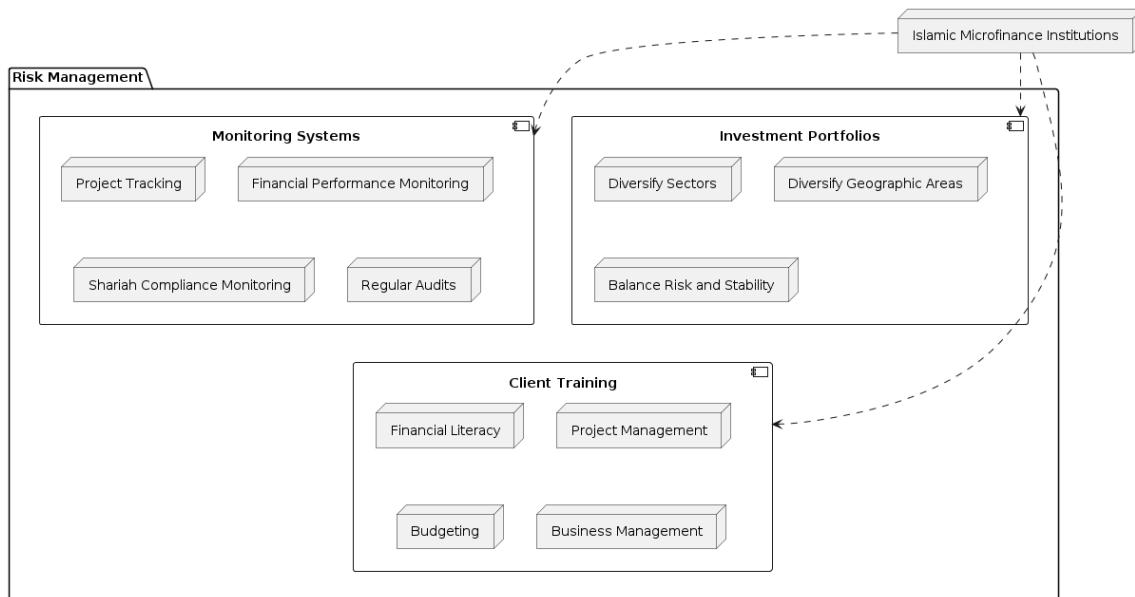 Islamic Microfinance Institutions
Risk Management
Monitoring Systems
Project Tracking
Financial Performance Monitoring
Shariah Compliance Monitoring
Regular Audits
Investment Portfolios
Diversify Sectors
Diversify Geographic Areas
Balance Risk and Stability
Client Training
Financial Literacy
Project Management
Budgeting
Business Management